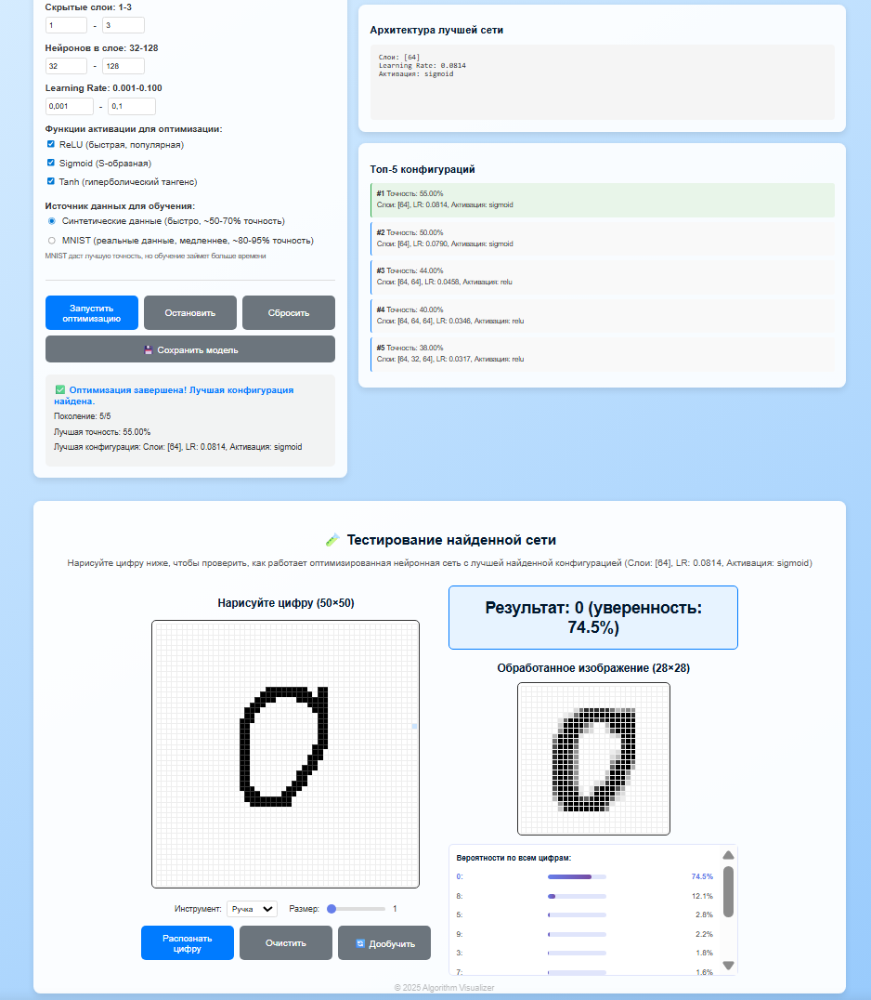 Скрытые слои: 1-3
1 - 3
Нейронов в слое: 32-128
32 - 128
Learning Rate: 0.001-0.100
0,001 - 0,1
Функции активации для оптимизации:
ReLU (быстрая, популярная)
Sigmoid (S-образная)
Tanh (гиперболический тангенс)
Источник данных для обучения:
Синтетические данные (быстро, ~50-70% точность)
MNIST (реальные данные, медленнее, ~80-95% точность)
MNIST даст лучшую точность, но обучение займет больше времени
Запустить
оптимизацию
Остановить
Сбросить
💾 Сохранить модель
✅ Оптимизация завершена! Лучшая конфигурация
найдена.
Поколение: 5/5
Лучшая точность: 55.00%
Лучшая конфигурация: Слои: [64], LR: 0.0814, Активация: sigmoid
Архитектура лучшей сети
Слои: [64]
Learning Rate: 0.0814
Активация: sigmoid
Топ-5 конфигураций
#1 Точность: 55.00%
Слои: [64], LR: 0.0814, Активация: sigmoid
#2 Точность: 50.00%
Слои: [64], LR: 0.0790, Активация: sigmoid
#3 Точность: 44.00%
Слои: [64, 64], LR: 0.0458, Активация: relu
#4 Точность: 40.00%
Слои: [64, 64, 64], LR: 0.0346, Активация: relu
#5 Точность: 38.00%
Слои: [64, 32, 64], LR: 0.0317, Активация: relu
🧪 Тестирование найденной сети
Нарисуйте цифру ниже, чтобы проверить, как работает оптимизированная нейронная сеть с лучшей найденной конфигурацией (Слои: [64], LR: 0.0814, Активация: sigmoid)
Нарисуйте цифру (50×50)
0
Инструмент: Ручка Размер: 1
Распознать
цифру
Очистить
🔄 Дообучить
Результат: 0 (уверенность:
74.5%)
Обработанное изображение (28×28)
0
Вероятности по всем цифрам:
0: 74.5%
8: 12.1%
5: 2.8%
9: 2.2%
3: 1.8%
7: 1.6%
© 2025 Algorithm Visualizer